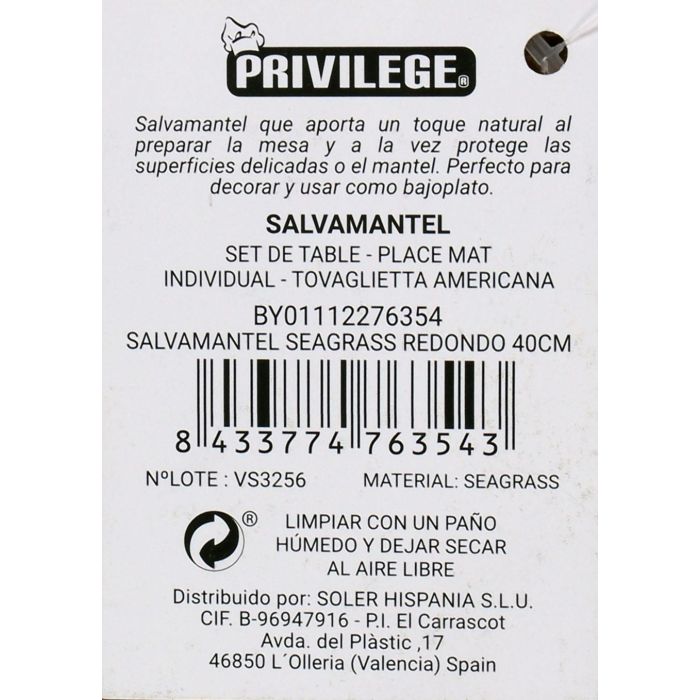 PRIVILEGE®
Salvamantel que aporta un toque natural al
preparar la mesa y a la vez protege las
superficies delicadas o el mantel. Perfecto para
decorar y usar como bajoplato.
SALVAMANTEL
SET DE TABLE - PLACE MAT
INDIVIDUAL - TOVAGLIETTA AMERICANA
BY01112276354
SALVAMANTEL SEAGRASS REDONDO 40CM
8 433774 763543
NºLOTE : VS3256 MATERIAL: SEAGRASS
® LIMPIAR CON UN PAÑO
HÚMEDO Y DEJAR SECAR
AL AIRE LIBRE
Distribuido por: SOLER HISPANIA S.L.U.
CIF. B-96947916 - P.I. El Carrascot
Avda. del Plàstic ,17
46850 L´Olleria (Valencia) Spain